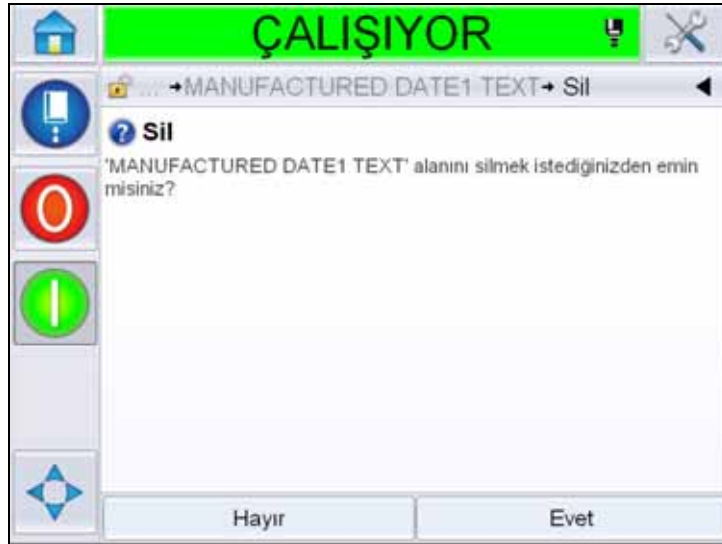 ÇALIŞIYOR
... →MANUFACTURED DATE1 TEXT→ Sil
Sil
'MANUFACTURED DATE1 TEXT' alanını silmek istediğinizden emin
misiniz?
Hayır
Evet